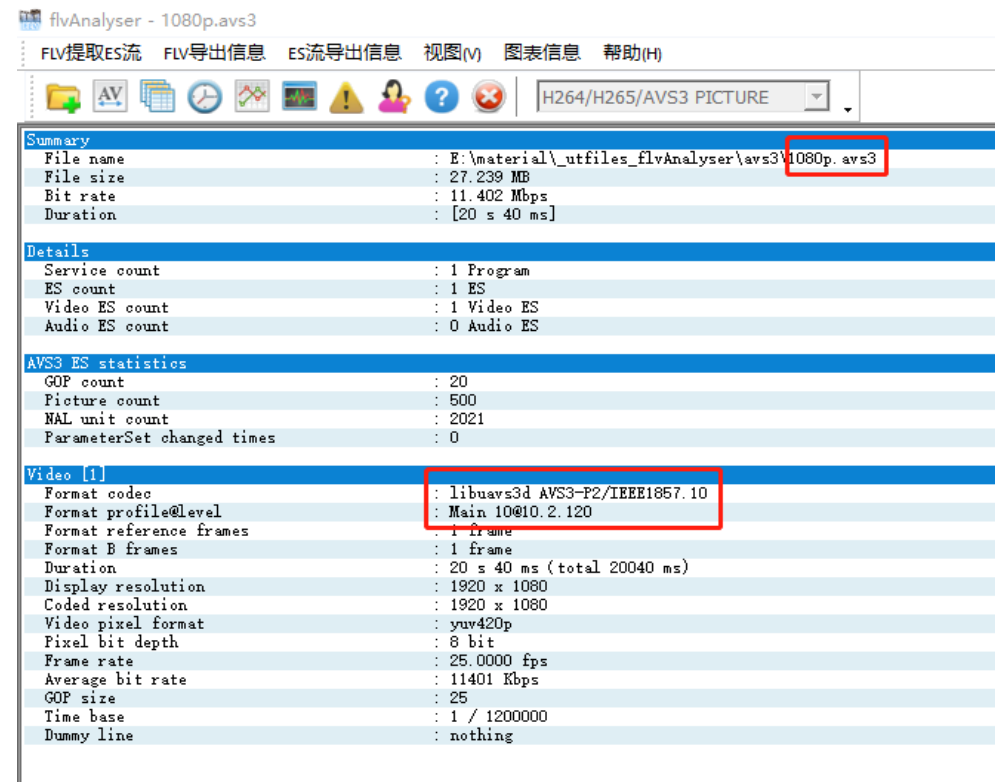 flvAnalyser - 1080p.avs3
FLV提取ES流 FLV导出信息 ES流导出信息 视图(V) 图表信息 帮助(H)
AV H264/H265/AVS3 PICTURE
Summary
File name : E:\material\_utfiles_flvAnalyser\avs3\1080p.avs3
File size : 27.239 MB
Bit rate : 11.402 Mbps
Duration : [20 s 40 ms]
Details
Service count : 1 Program
ES count : 1 ES
Video ES count : 1 Video ES
Audio ES count : 0 Audio ES
AVS3 ES statistics
GOP count : 20
Picture count : 500
NAL unit count : 2021
ParameterSet changed times : 0
Video [1]
Format codec : libuavs3d AVS3-P2/IEEE1857.10
Format profile@level : Main 10@10.2.120
Format reference frames : 1 frame
Format B frames : 1 frame
Duration : 20 s 40 ms (total 20040 ms)
Display resolution : 1920 x 1080
Coded resolution : 1920 x 1080
Video pixel format : yuv420p
Pixel bit depth : 8 bit
Frame rate : 25.0000 fps
Average bit rate : 11401 Kbps
GOP size : 25
Time base : 1 / 1200000
Dummy line : nothing